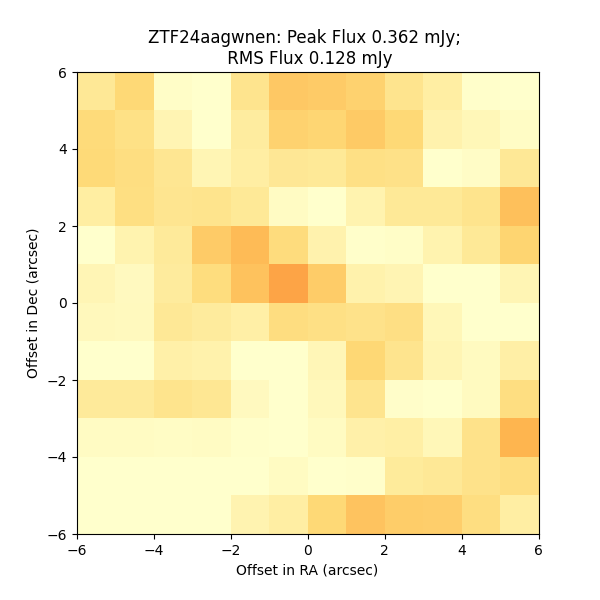 ZTF24aagwnen: Peak Flux 0.362 mJy;
RMS Flux 0.128 mJy
6
4
2
0
−2
−4
−6
Offset in Dec (arcsec)
−6 −4 −2 0 2 4 6
Offset in RA (arcsec)